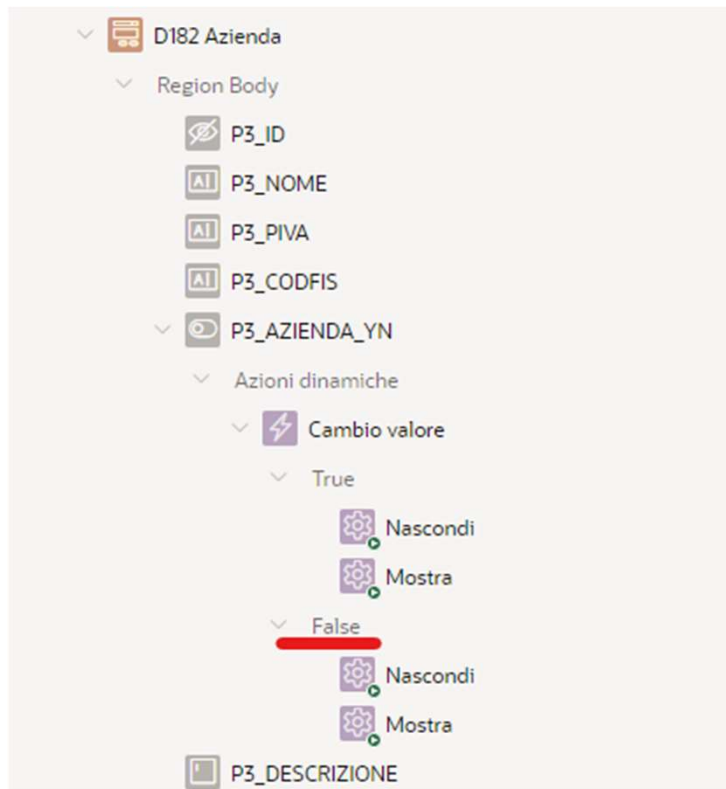 D182 Azienda
Region Body
P3_ID
P3_NOME
P3_PIVA
P3_CODFIS
P3_AZIENDA_YN
Azioni dinamiche
Cambio valore
True
Nascondi
Mostra
False
Nascondi
Mostra
P3_DESCRIZIONE